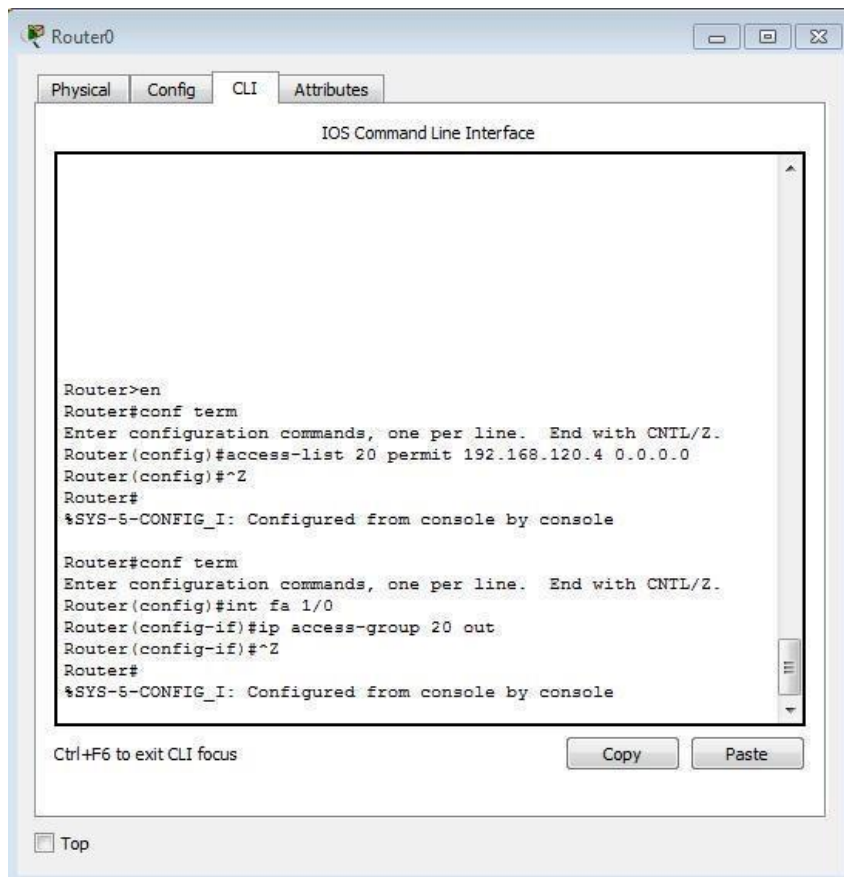 Router0
Physical Config CLI Attributes
IOS Command Line Interface
Router>en
Router#conf term
Enter configuration commands, one per line.  End with CNTL/Z.
Router(config)#access-list 20 permit 192.168.120.4 0.0.0.0
Router(config)#^Z
Router#
%SYS-5-CONFIG_I: Configured from console by console
Router#conf term
Enter configuration commands, one per line.  End with CNTL/Z.
Router(config)#int fa 1/0
Router(config-if)#ip access-group 20 out
Router(config-if)#^Z
Router#
%SYS-5-CONFIG_I: Configured from console by console
Ctrl+F6 to exit CLI focus Copy Paste
Top